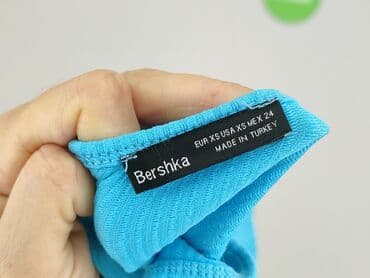 Bershka
EUR XS USA XS MEX 24
MADE IN TURKEY